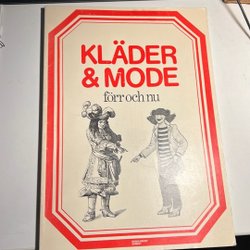 KLÄDER
& MODE
förr och nu